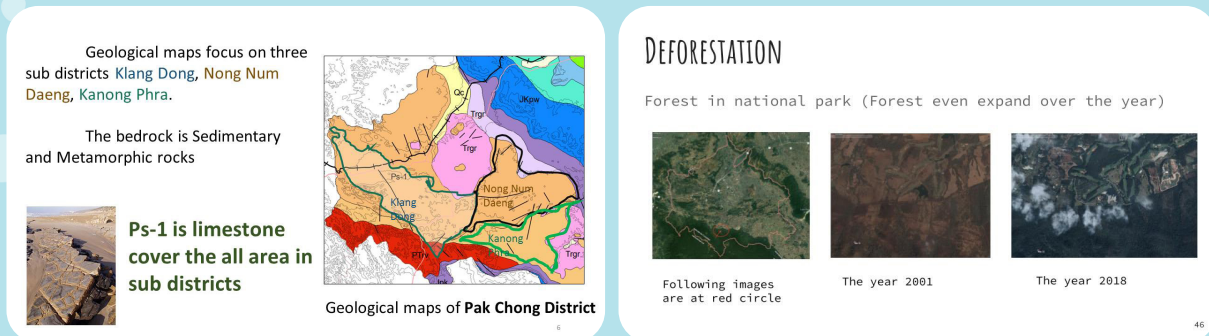 Geological maps focus on three
sub districts Klang Dong, Nong Num
Daeng, Kanong Phra.
The bedrock is Sedimentary
and Metamorphic rocks
Ps-1 is limestone
cover the all area in
sub districts
Qc
JKpw
Trgr
Trgr
Ps-1
Nong Num
Daeng
Klang
Dong
Kanong
Phra
PTrv
Trgr
Jpk
Geological maps of Pak Chong District
6
DEFORESTATION
Forest in national park (Forest even expand over the year)
Following images
are at red circle
The year 2001
The year 2018
46